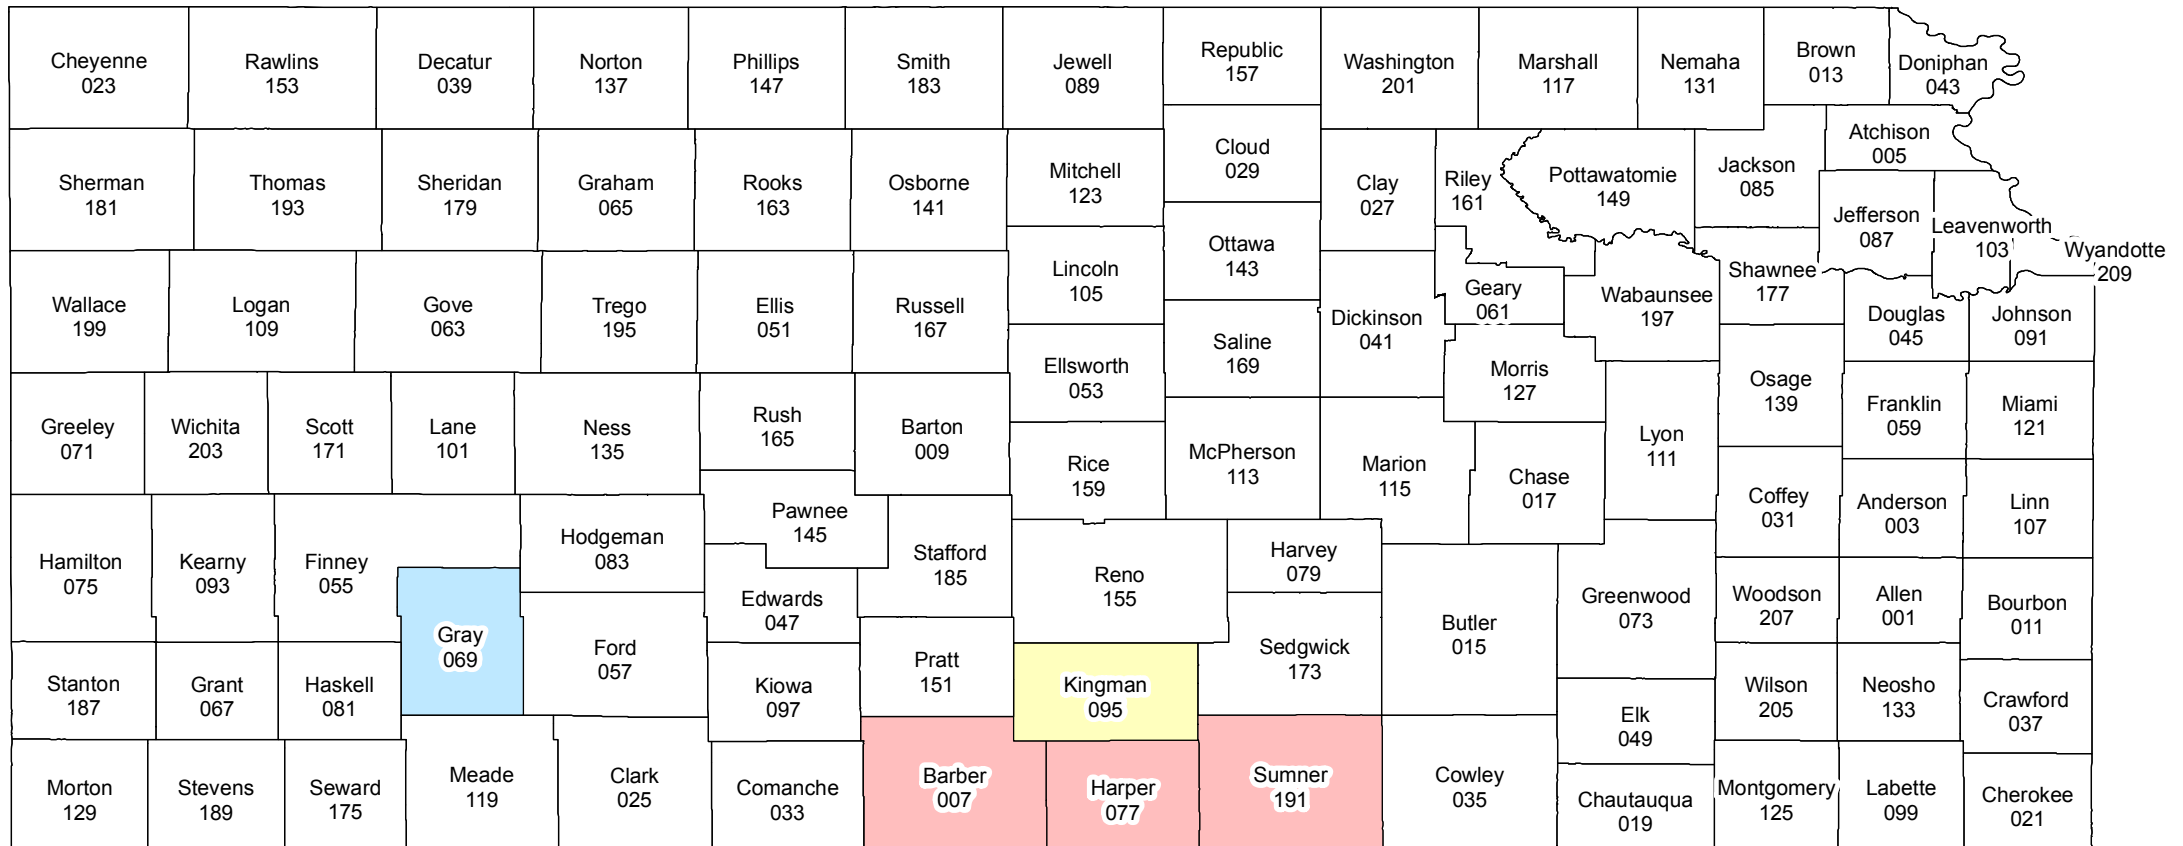 Cheyenne
023
Rawlins
153
Decatur
039
Norton
137
Phillips
147
Smith
183
Jewell
089
Republic
157
Washington
201
Marshall
117
Nemaha
131
Brown
013
Doniphan
043
Sherman
181
Thomas
193
Sheridan
179
Graham
065
Rooks
163
Osborne
141
Mitchell
123
Cloud
029
Clay
027
Riley
161
Pottawatomie
149
Jackson
085
Atchison
005
Jefferson
087
Leavenworth
103
Wyandotte
209
Wallace
199
Logan
109
Gove
063
Trego
195
Ellis
051
Russell
167
Lincoln
105
Ottawa
143
Dickinson
041
Geary
061
Wabaunsee
197
Shawnee
177
Douglas
045
Johnson
091
Ellsworth
053
Saline
169
Morris
127
Osage
139
Franklin
059
Miami
121
Greeley
071
Wichita
203
Scott
171
Lane
101
Ness
135
Rush
165
Barton
009
Rice
159
McPherson
113
Marion
115
Chase
017
Lyon
111
Coffey
031
Anderson
003
Linn
107
Hamilton
075
Kearny
093
Finney
055
Hodgeman
083
Pawnee
145
Stafford
185
Reno
155
Harvey
079
Butler
015
Greenwood
073
Woodson
207
Allen
001
Bourbon
011
Gray
069
Ford
057
Edwards
047
Pratt
151
Kingman
095
Sedgwick
173
Stanton
187
Grant
067
Haskell
081
Kiowa
097
Elk
049
Wilson
205
Neosho
133
Crawford
037
Morton
129
Stevens
189
Seward
175
Meade
119
Clark
025
Comanche
033
Barber
007
Harper
077
Sumner
191
Cowley
035
Chautauqua
019
Montgomery
125
Labette
099
Cherokee
021